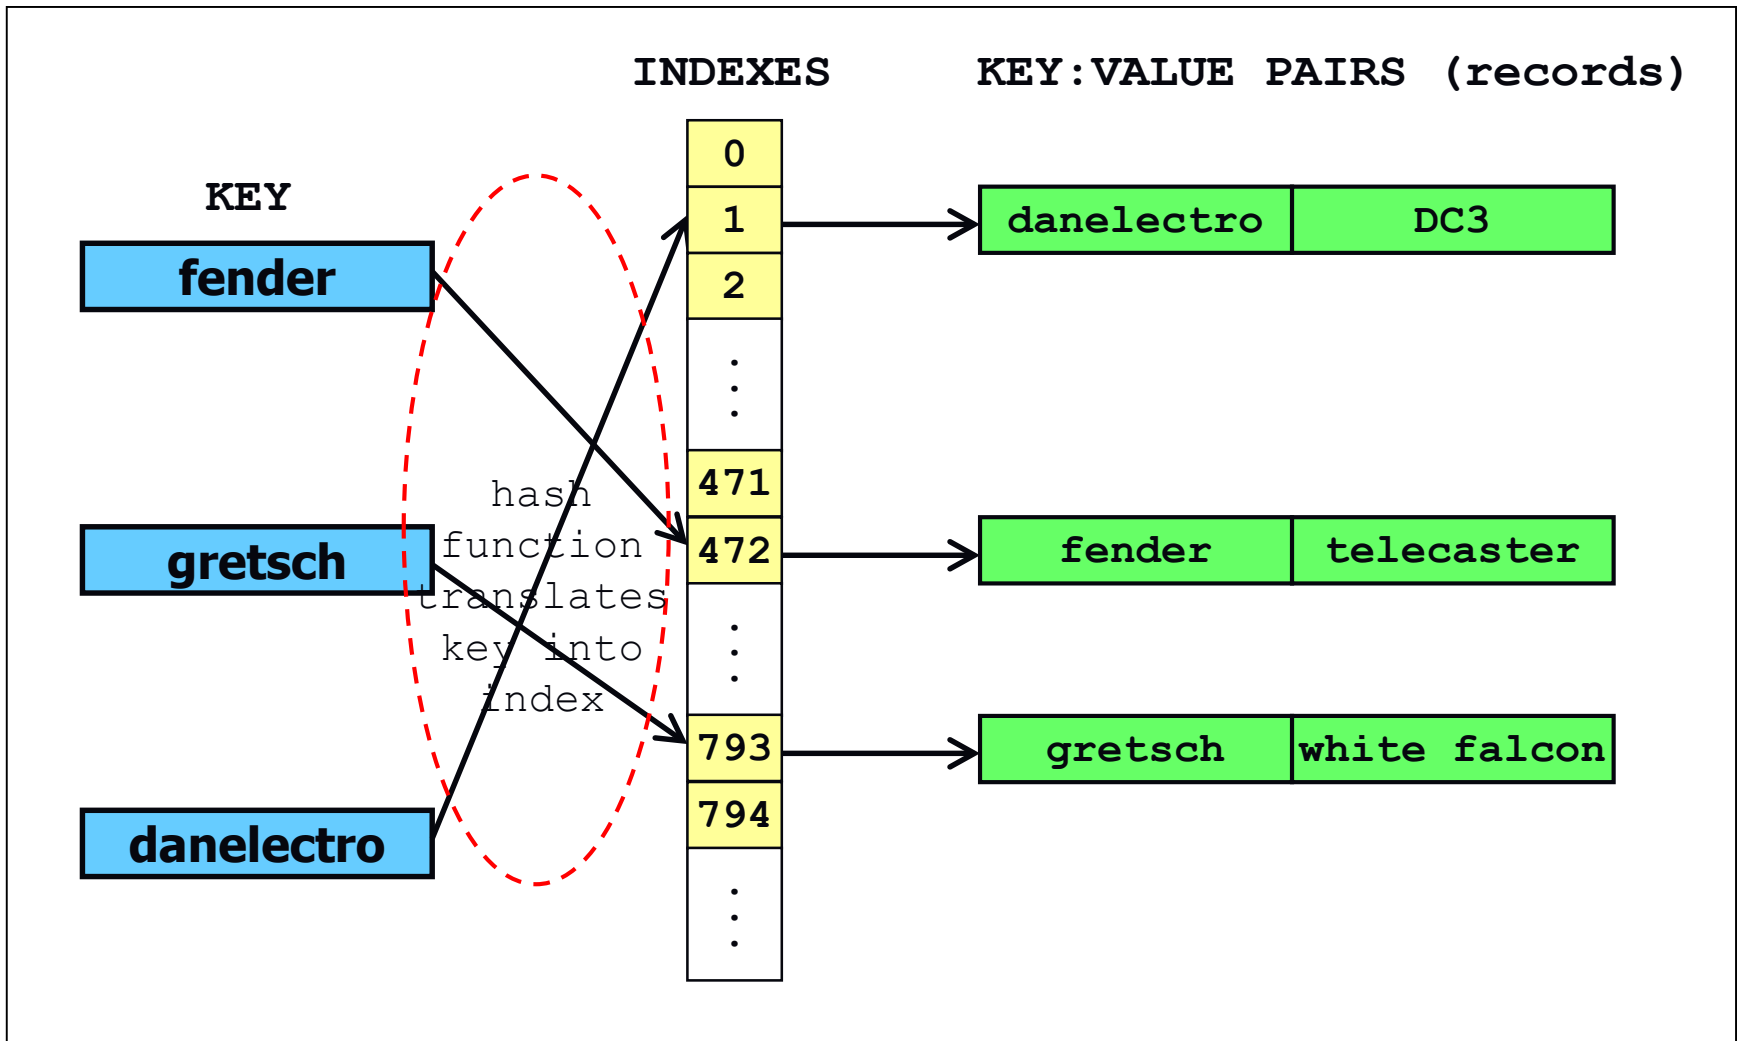 INDEXES
KEY:VALUE PAIRS (records)
KEY
fender
gretsch
danelectro
hash
function
translates
key into
index
0
1
2
.
.
.
471
472
.
.
.
793
794
.
.
.
danelectro DC3
fender telecaster
gretsch white falcon